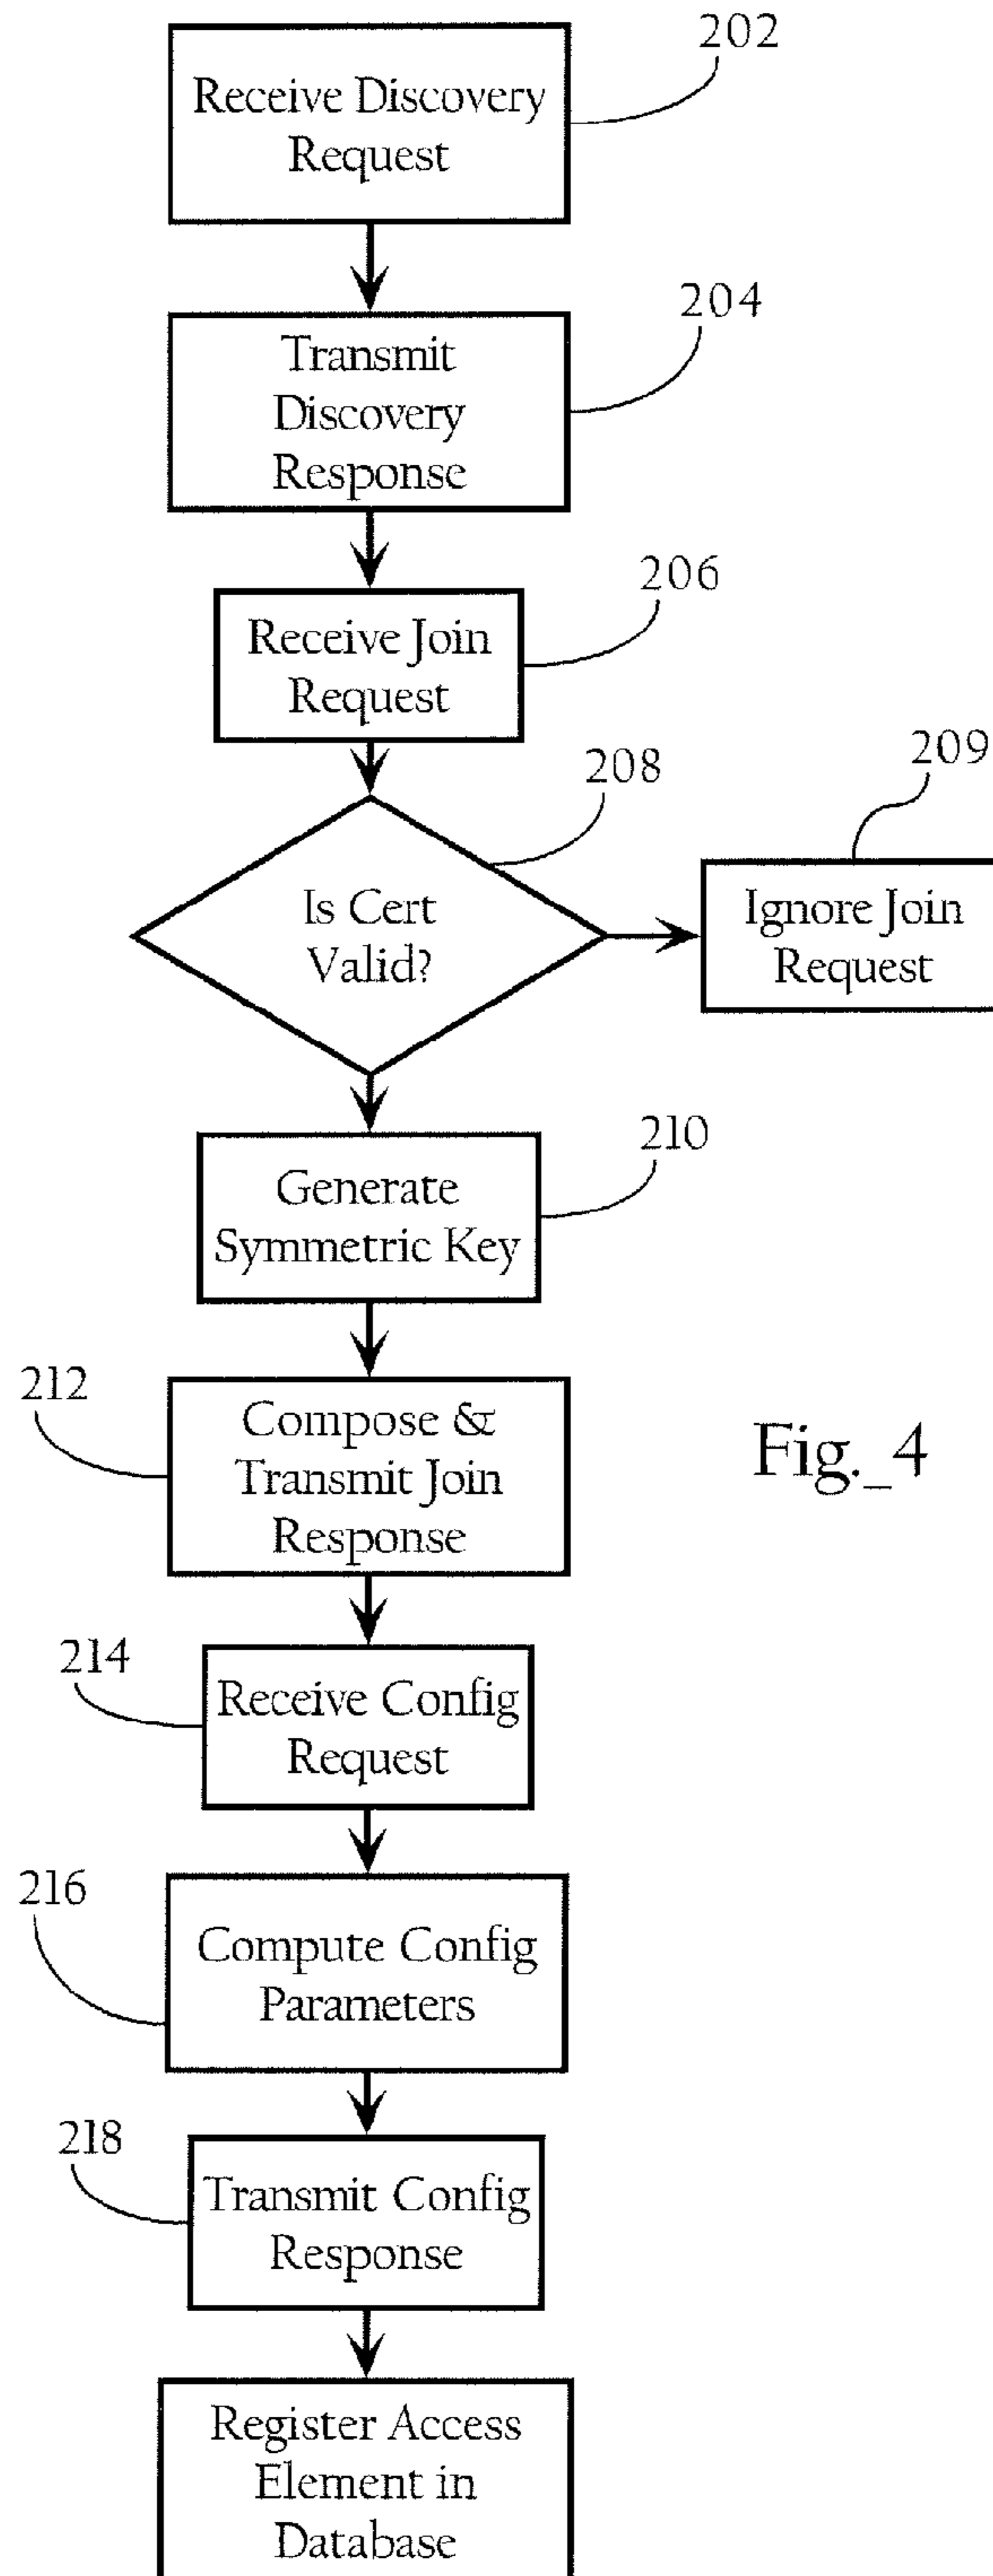 202
Receive Discovery
Request
204
Transmit
Discovery
Response
206
Receive Join
Request
208
Is Cert
Valid?
209
Ignore Join
Request
210
Generate
Symmetric Key
212
Compose &
Transmit Join
Response
Fig._4
214
Receive Config
Request
216
Compute Config
Parameters
218
Transmit Config
Response
Register Access
Element in
Database